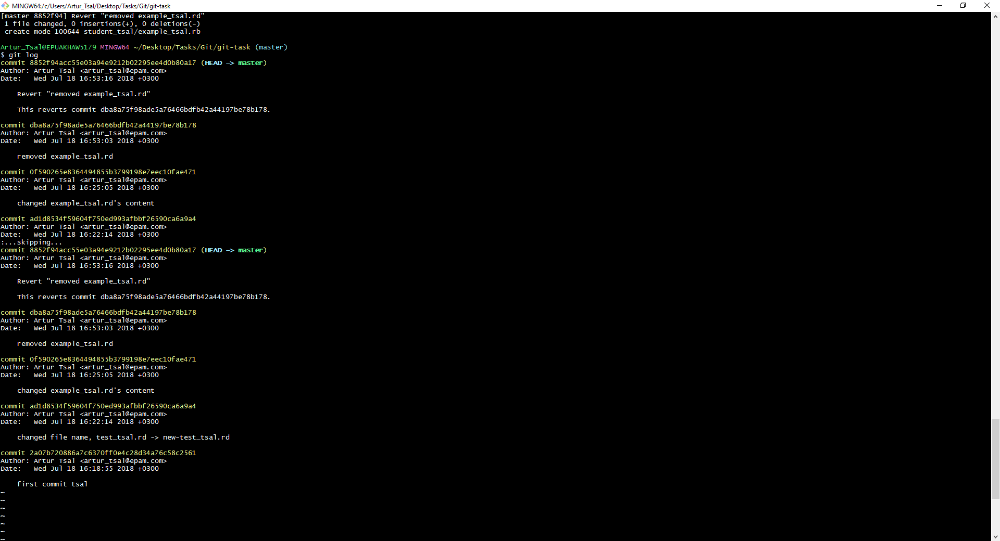 MINGW64:/c/Users/Artur_Tsal/Desktop/Tasks/Git/git-task
[master 8852f94] Revert "removed example_tsal.rd"
 1 file changed, 0 insertions(+), 0 deletions(-)
 create mode 100644 student_tsal/example_tsal.rb
Artur_Tsal@EPUAKHAW5179 MINGW64 ~/Desktop/Tasks/Git/git-task (master)
$ git log
commit 8852f94acc55e03a94e9212b02295ee4d0b80a17 (HEAD -> master)
Author: Artur Tsal <artur_tsal@epam.com>
Date:   Wed Jul 18 16:53:16 2018 +0300
    Revert "removed example_tsal.rd"
    This reverts commit dba8a75f98ade5a76466bdfb42a44197be78b178.
commit dba8a75f98ade5a76466bdfb42a44197be78b178
Author: Artur Tsal <artur_tsal@epam.com>
Date:   Wed Jul 18 16:53:03 2018 +0300
    removed example_tsal.rd
commit 0f590265e8364494855b3799198e7eec10fae471
Author: Artur Tsal <artur_tsal@epam.com>
Date:   Wed Jul 18 16:25:05 2018 +0300
    changed example_tsal.rd's content
commit ad1d8534f59604f750ed993afbbf26590ca6a9a4
Author: Artur Tsal <artur_tsal@epam.com>
Date:   Wed Jul 18 16:22:14 2018 +0300
:...skipping...
commit 8852f94acc55e03a94e9212b02295ee4d0b80a17 (HEAD -> master)
Author: Artur Tsal <artur_tsal@epam.com>
Date:   Wed Jul 18 16:53:16 2018 +0300
    Revert "removed example_tsal.rd"
    This reverts commit dba8a75f98ade5a76466bdfb42a44197be78b178.
commit dba8a75f98ade5a76466bdfb42a44197be78b178
Author: Artur Tsal <artur_tsal@epam.com>
Date:   Wed Jul 18 16:53:03 2018 +0300
    removed example_tsal.rd
commit 0f590265e8364494855b3799198e7eec10fae471
Author: Artur Tsal <artur_tsal@epam.com>
Date:   Wed Jul 18 16:25:05 2018 +0300
    changed example_tsal.rd's content
commit ad1d8534f59604f750ed993afbbf26590ca6a9a4
Author: Artur Tsal <artur_tsal@epam.com>
Date:   Wed Jul 18 16:22:14 2018 +0300
    changed file name, test_tsal.rd -> new-test_tsal.rd
commit 2a07b720886a7c6370ff0e4c28d34a76c58c2561
Author: Artur Tsal <artur_tsal@epam.com>
Date:   Wed Jul 18 16:18:55 2018 +0300
    first commit tsal
~
~
~
~
~
~
~